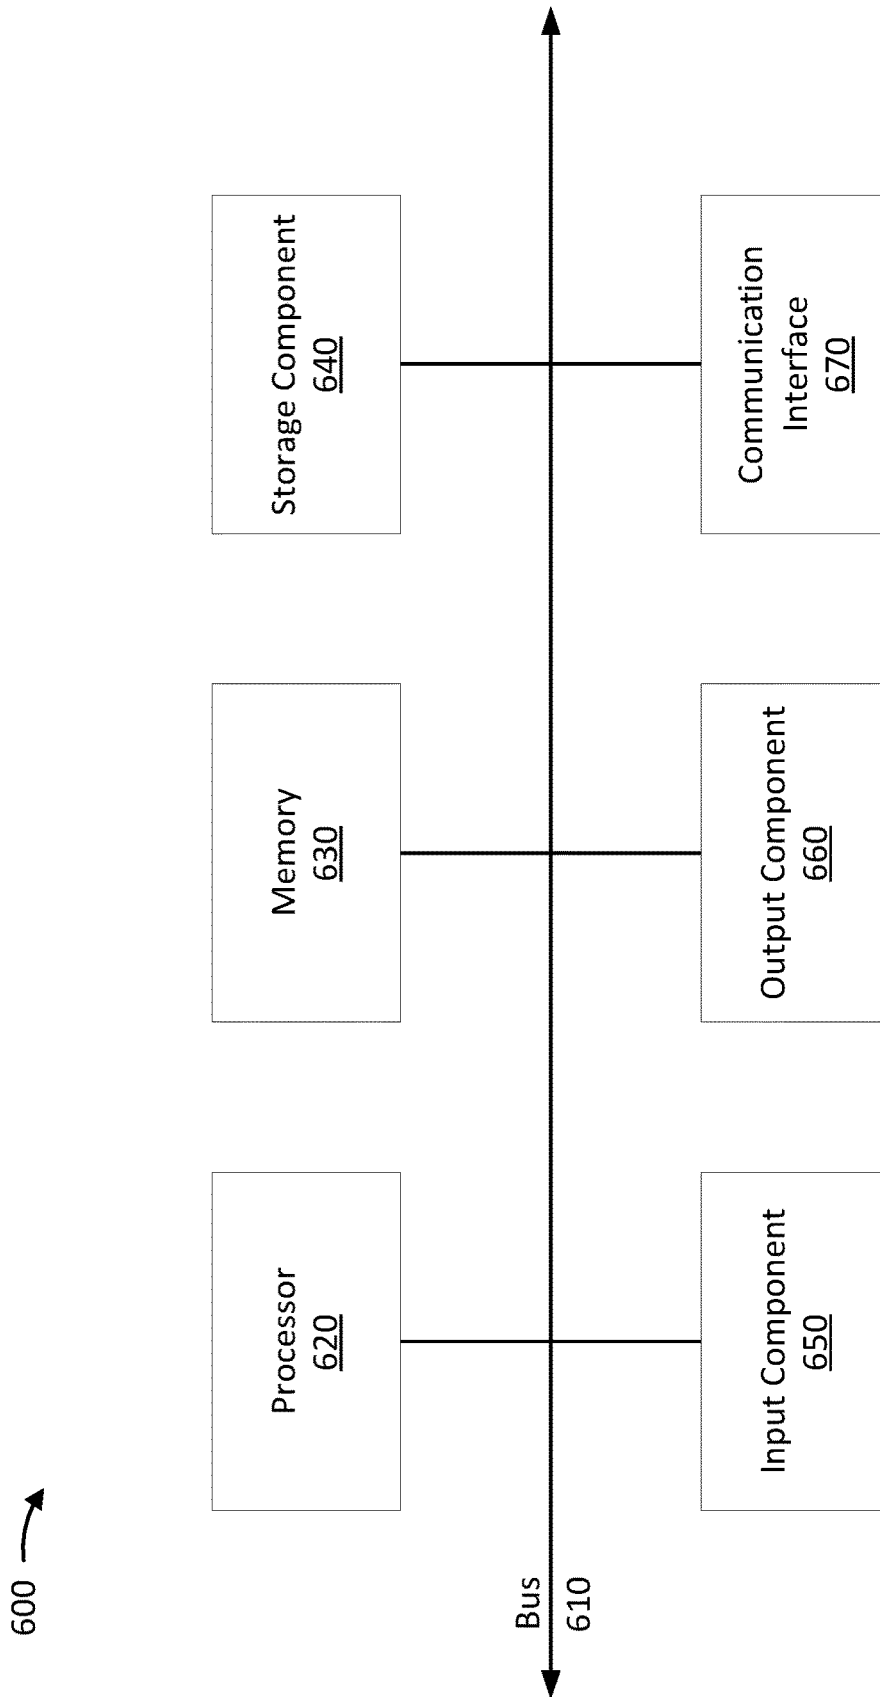 600
Processor
620
Memory
630
Storage Component
640
Bus
610
Input Component
650
Output Component
660
Communication
Interface
670